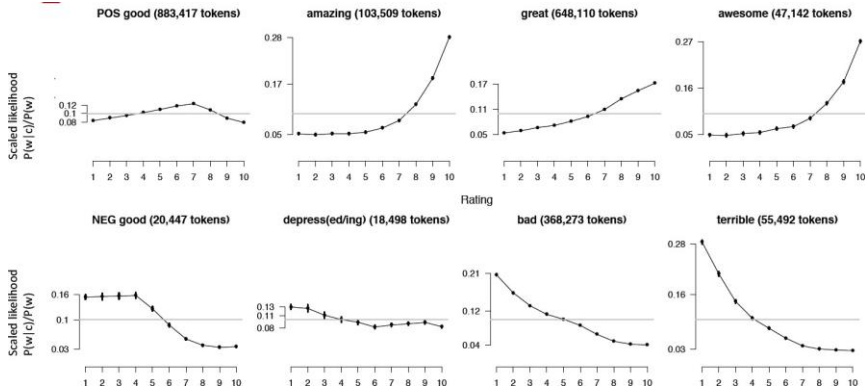 POS good (883,417 tokens)
amazing (103,509 tokens)
great (648,110 tokens)
awesome (47,142 tokens)
Scaled likelihood
P(w|c)/P(w)
0.12
0.1
0.08
1 2 3 4 5 6 7 8 9 10
0.28
0.17
0.05
1 2 3 4 5 6 7 8 9 10
0.17
0.11
0.05
1 2 3 4 5 6 7 8 9 10
0.27
0.16
0.05
1 2 3 4 5 6 7 8 9 10
Rating
NEG good (20,447 tokens)
depress(ed/ing) (18,498 tokens)
bad (368,273 tokens)
terrible (55,492 tokens)
Scaled likelihood
P(w|c)/P(w)
0.16
0.1
0.03
1 2 3 4 5 6 7 8 9 10
0.13
0.11
0.08
1 2 3 4 5 6 7 8 9 10
0.21
0.12
0.04
1 2 3 4 5 6 7 8 9 10
0.28
0.16
0.03
1 2 3 4 5 6 7 8 9 10